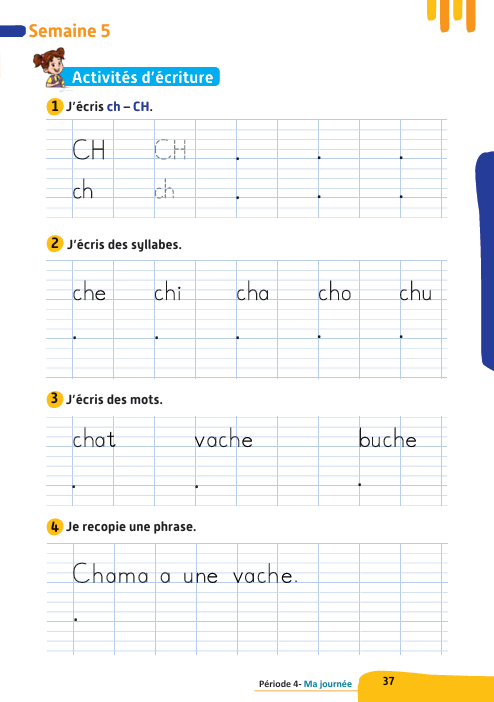 Semaine 5
Activités d'écriture
1 J'écris ch – CH.
CH CH . . .
ch ch . . .
2 J'écris des syllabes.
che chi cha cho chu
. . . . .
3 J'écris des mots.
chat vache buche
. . .
4 Je recopie une phrase.
Chama a une vache.
.
Période 4- Ma journée 37